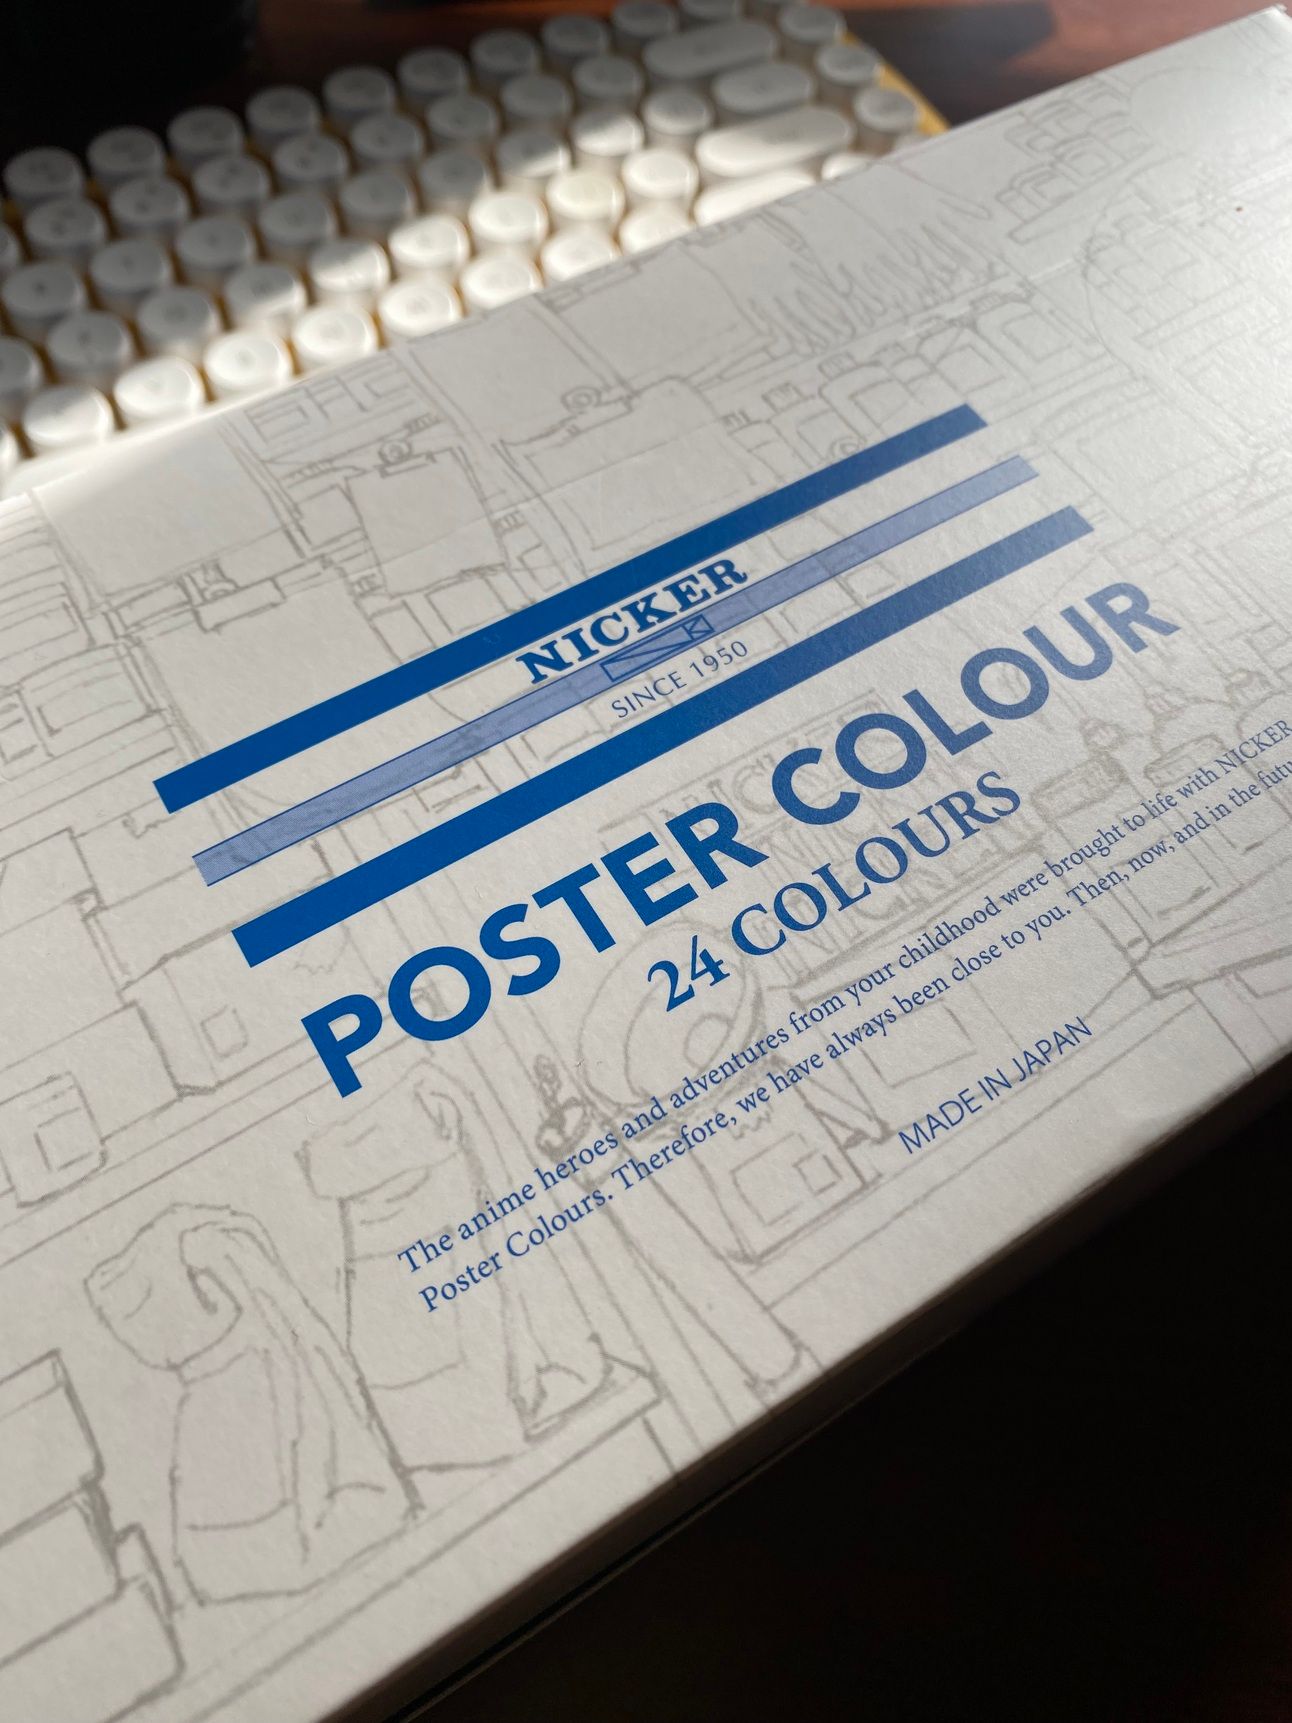 NICKER
SINCE 1950
POSTER COLOUR
24 COLOURS
The anime heroes and adventures from your childhood were brought to life with NICKER
Poster Colours. Therefore, we have always been close to you. Then, now, and in the
MADE IN JAPAN